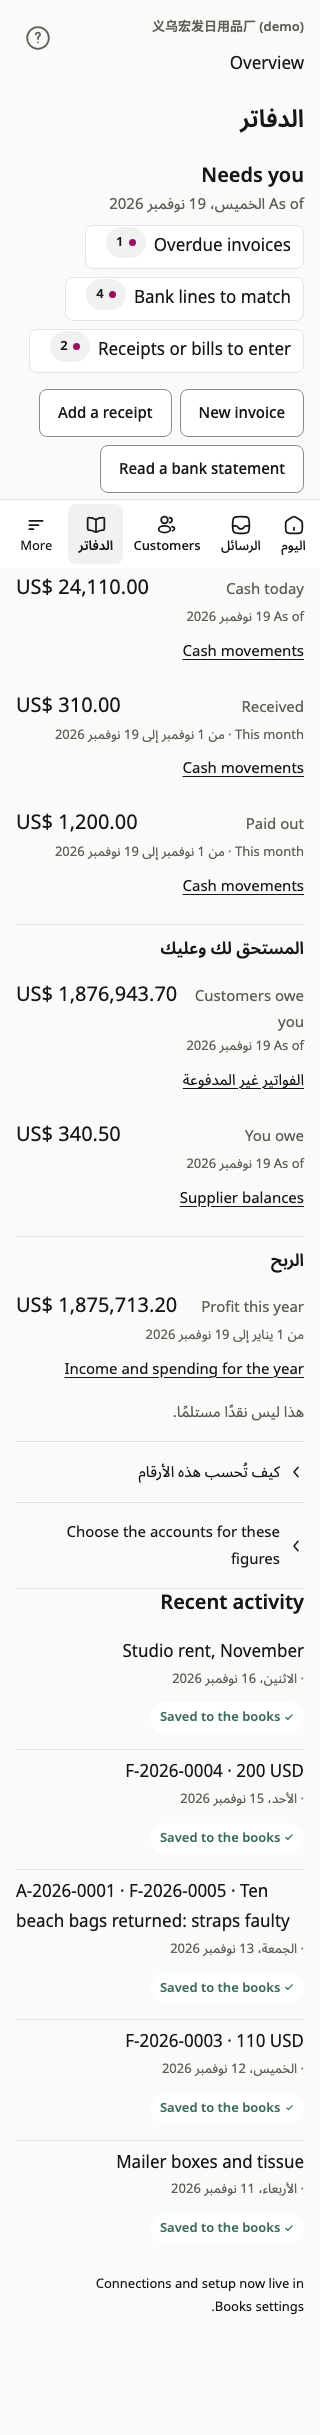 义乌宏发日用品厂 (demo)
Overview
الدفاتر
Needs you
As of الخميس، 19 نوفمبر 2026
Overdue invoices 1
Bank lines to match 4
Receipts or bills to enter 2
New invoice
Add a receipt
Read a bank statement
اليوم
الرسائل
Customers
الدفاتر
More
Cash today US$ 24,110.00
As of 19 نوفمبر 2026
Cash movements
Received US$ 310.00
This month · من 1 نوفمبر إلى 19 نوفمبر 2026
Cash movements
Paid out US$ 1,200.00
This month · من 1 نوفمبر إلى 19 نوفمبر 2026
Cash movements
المستحق لك وعليك
Customers owe US$ 1,876,943.70
you
As of 19 نوفمبر 2026
الفواتير غير المدفوعة
You owe US$ 340.50
As of 19 نوفمبر 2026
Supplier balances
الربح
Profit this year US$ 1,875,713.20
من 1 يناير إلى 19 نوفمبر 2026
Income and spending for the year
هذا ليس نقدًا مستلمًا.
كيف تُحسب هذه الأرقام
Choose the accounts for these
figures
Recent activity
Studio rent, November
· الاثنين، 16 نوفمبر 2026
Saved to the books
F-2026-0004 · 200 USD
· الأحد، 15 نوفمبر 2026
Saved to the books
A-2026-0001 · F-2026-0005 · Ten
beach bags returned: straps faulty
· الجمعة، 13 نوفمبر 2026
Saved to the books
F-2026-0003 · 110 USD
· الخميس، 12 نوفمبر 2026
Saved to the books
Mailer boxes and tissue
· الأربعاء، 11 نوفمبر 2026
Saved to the books
Connections and setup now live in
Books settings.